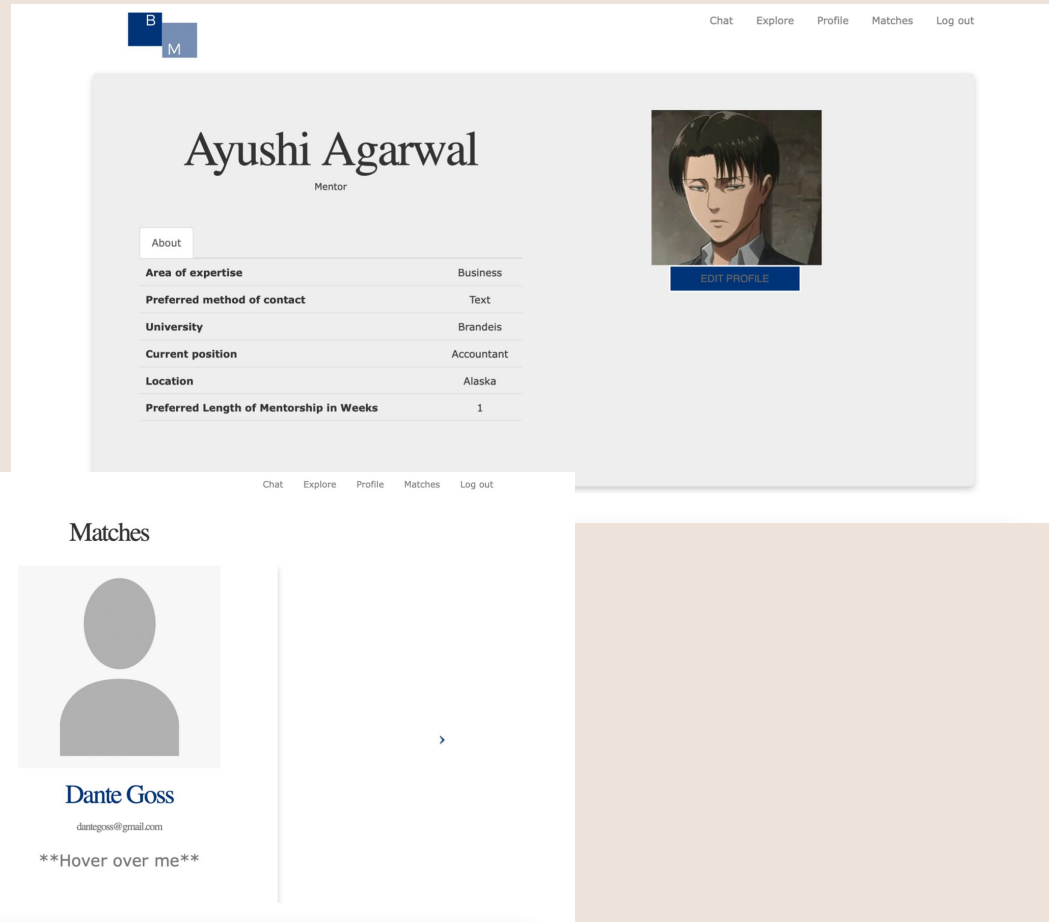 B
M
Chat Explore Profile Matches Log out
Ayushi Agarwal
Mentor
About
Area of expertise Business
Preferred method of contact Text
University Brandeis
Current position Accountant
Location Alaska
Preferred Length of Mentorship in Weeks 1
EDIT PROFILE
Chat Explore Profile Matches Log out
Matches
Dante Goss
dantegoss@gmail.com
**Hover over me**